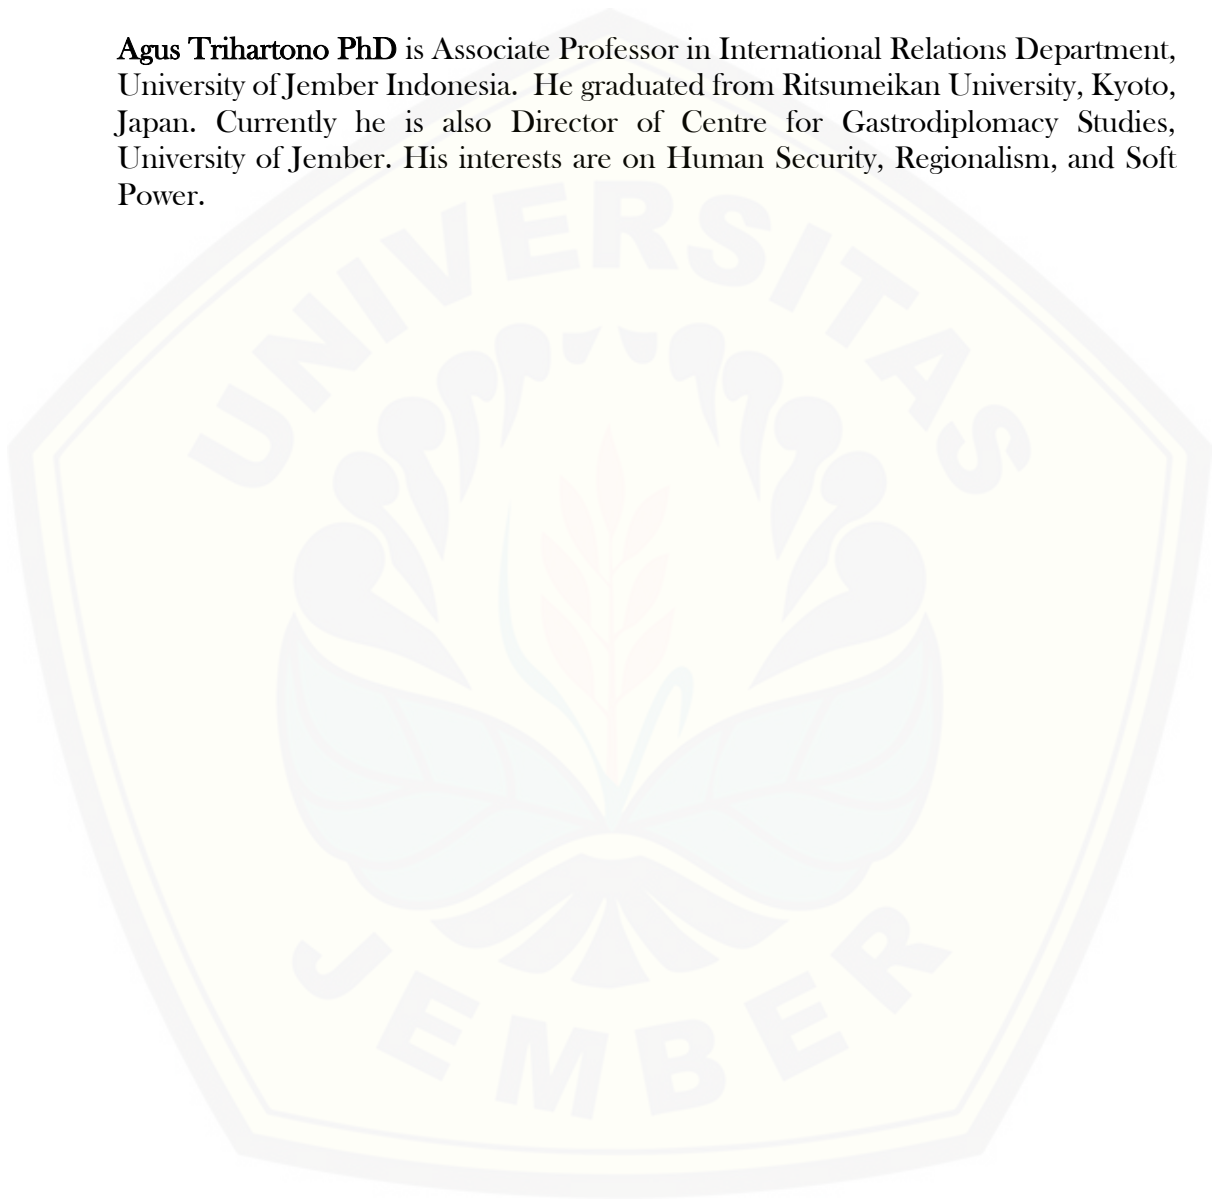 Agus Trihartono PhD is Associate Professor in International Relations Department,
University of Jember Indonesia.  He graduated from Ritsumeikan University, Kyoto,
Japan. Currently he is also Director of Centre for Gastrodiplomacy Studies,
University of Jember. His interests are on Human Security, Regionalism, and Soft
Power.
UNIVERSITAS
JEMBER